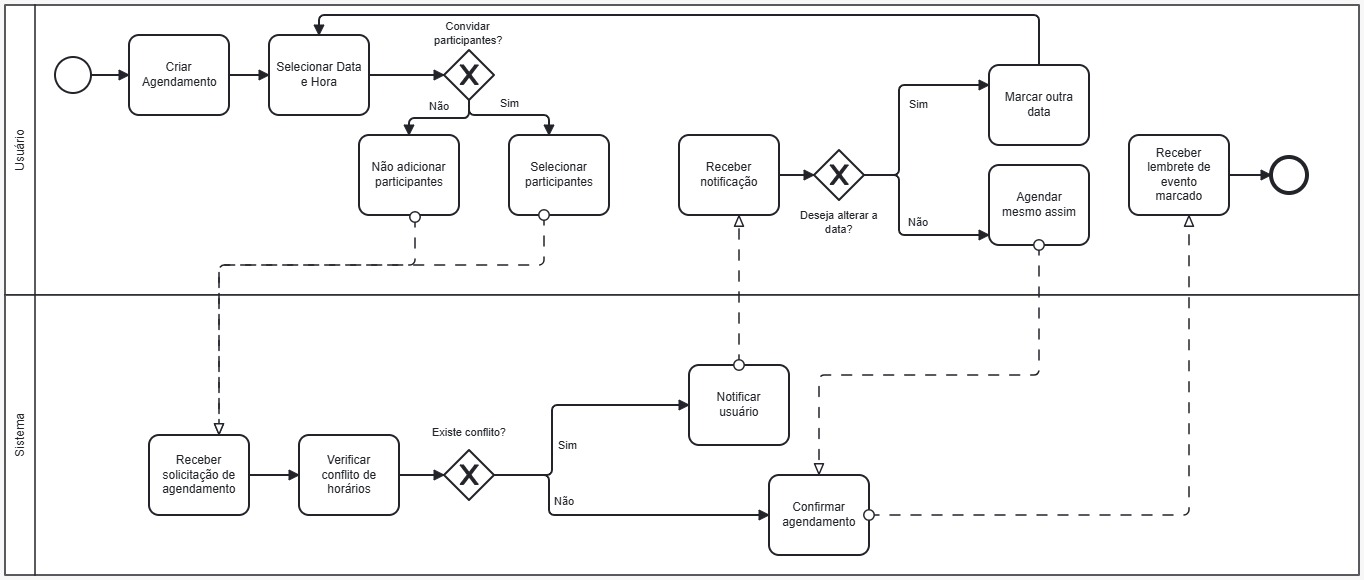 Usuário
Criar
Agendamento
Selecionar Data
e Hora
Convidar
participantes?
Não
Sim
Não adicionar
participantes
Selecionar
participantes
Receber
notificação
Deseja alterar a
data?
Sim
Não
Marcar outra
data
Agendar
mesmo assim
Receber
lembrete de
evento
marcado
Sistema
Receber
solicitação de
agendamento
Verificar
conflito de
horários
Existe conflito?
Sim
Não
Notificar
usuário
Confirmar
agendamento